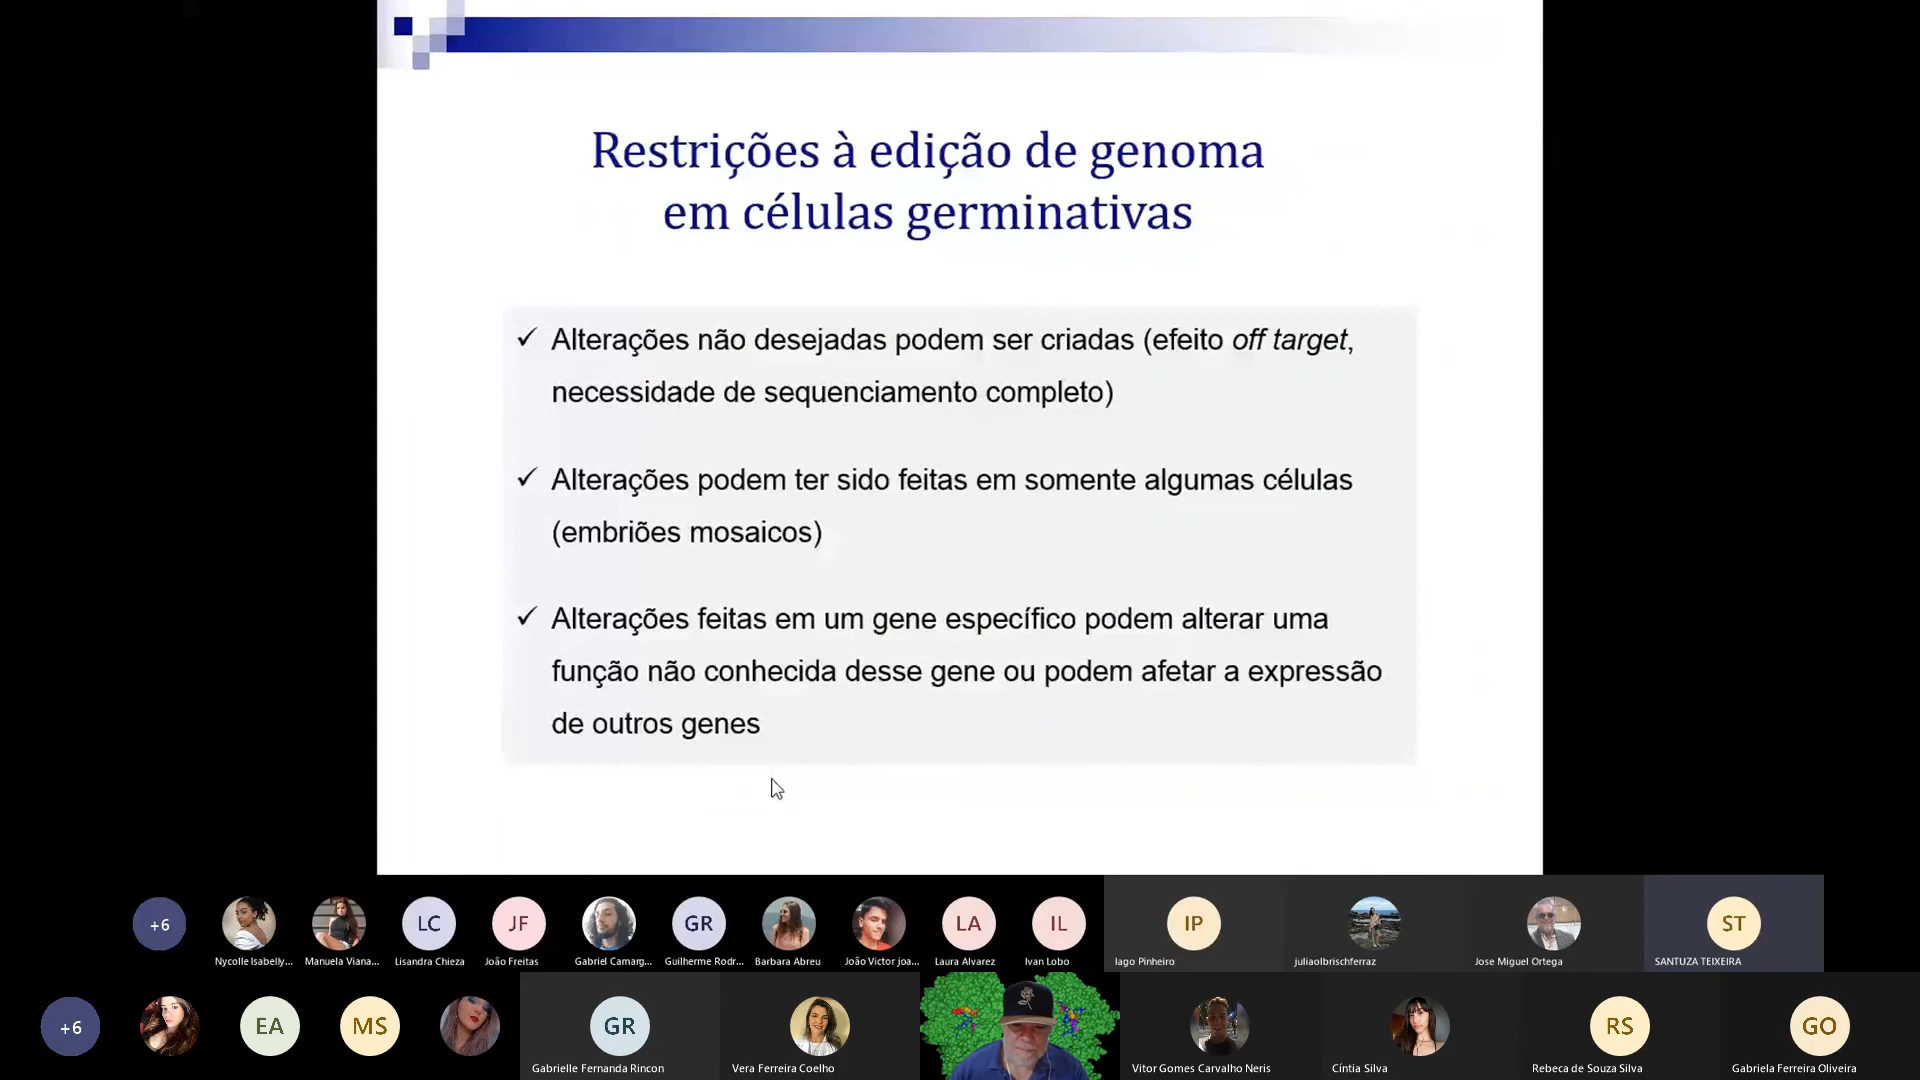 Restrições à edição de genoma
em células germinativas
✓ Alterações não desejadas podem ser criadas (efeito off target,
necessidade de sequenciamento completo)
✓ Alterações podem ter sido feitas em somente algumas células
(embriões mosaicos)
✓ Alterações feitas em um gene específico podem alterar uma
função não conhecida desse gene ou podem afetar a expressão
de outros genes
+6 LC JF GR LA IL IP ST
Nycolle Isabelly... Manuela Viana... Lisandra Chieza João Freitas Gabriel Camarg... Guilherme Rodr... Barbara Abreu João Victor joa... Laura Alvarez Ivan Lobo Iago Pinheiro juliaolbrischferraz Jose Miguel Ortega SANTUZA TEIXEIRA
+6 EA MS GR RS GO
Gabrielle Fernanda Rincon Vera Ferreira Coelho Vitor Gomes Carvalho Neris Cíntia Silva Rebeca de Souza Silva Gabriela Ferreira Oliveira